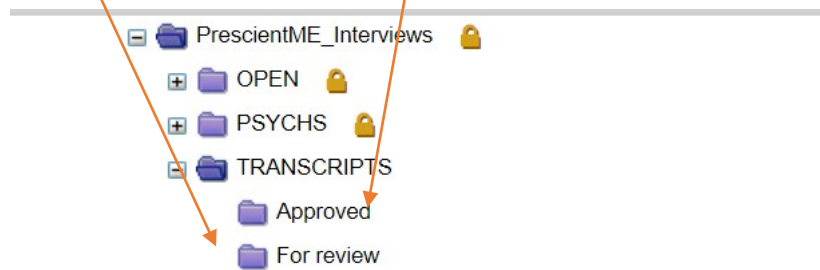 PrescientME_Interviews
OPEN
PSYCHS
TRANSCRIPTS
Approved
For review